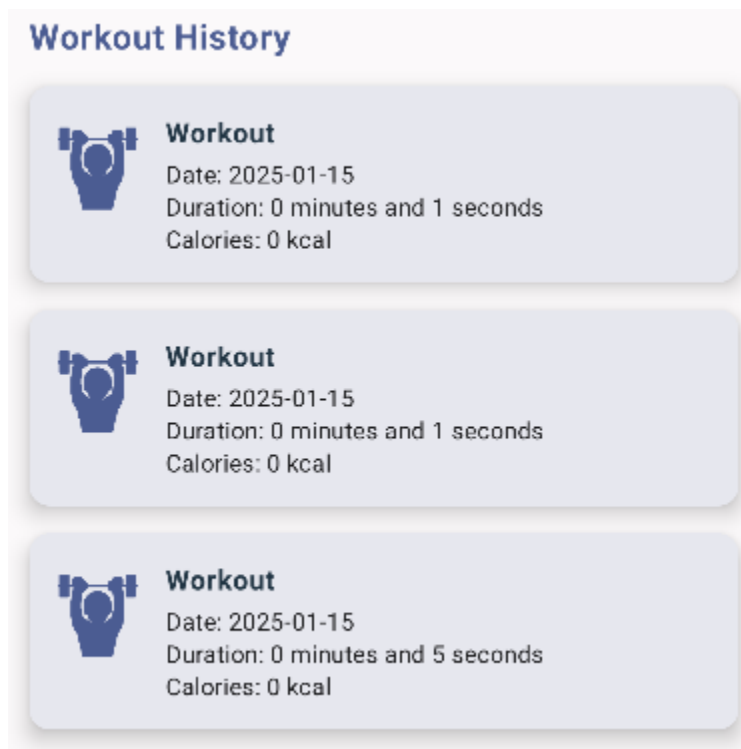 Workout History
Workout
Date: 2025-01-15
Duration: 0 minutes and 1 seconds
Calories: 0 kcal
Workout
Date: 2025-01-15
Duration: 0 minutes and 1 seconds
Calories: 0 kcal
Workout
Date: 2025-01-15
Duration: 0 minutes and 5 seconds
Calories: 0 kcal